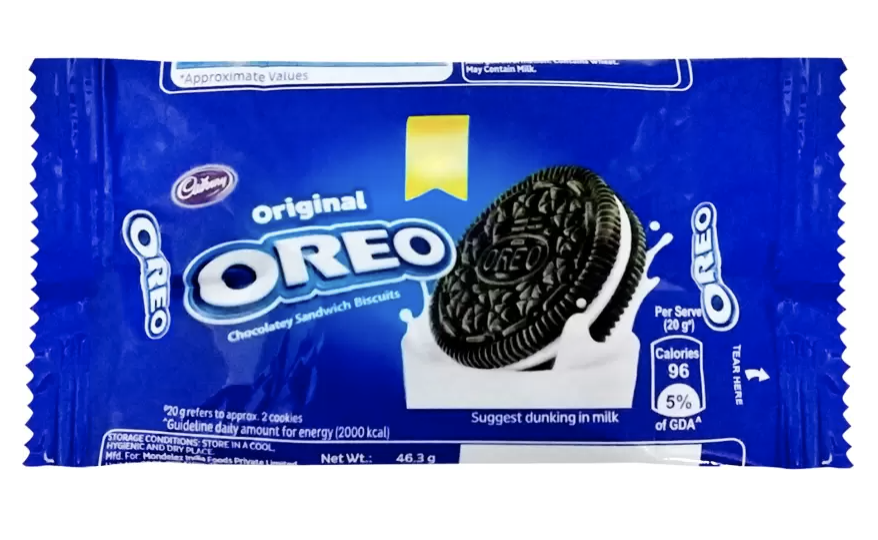 *Approximate Values
Contains Wheat.
May Contain Milk.
Cadbury
Original
OREO
Chocolatey Sandwich Biscuits
OREO
OREO
OREO
Per Serve
(20 g#)
Calories
96
5%
of GDA^
TEAR HERE
Suggest dunking in milk
#20 g refers to approx. 2 cookies
^Guideline daily amount for energy (2000 kcal)
STORAGE CONDITIONS: STORE IN A COOL,
HYGIENIC AND DRY PLACE.
Mfd. For: Mondelez India Foods Private Limited
Net Wt.: 46.3 g